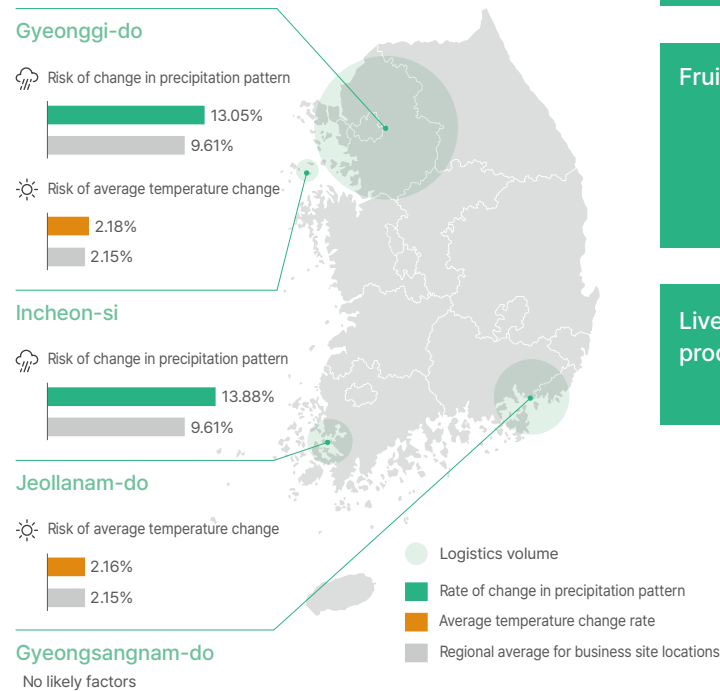 Gyeonggi-do
Risk of change in precipitation pattern
13.05%
9.61%
Risk of average temperature change
2.18%
2.15%
Incheon-si
Risk of change in precipitation pattern
13.88%
9.61%
Jeollanam-do
Risk of average temperature change
2.16%
2.15%
Gyeongsangnam-do
No likely factors
Logistics volume
Rate of change in precipitation pattern
Average temperature change rate
Regional average for business site locations